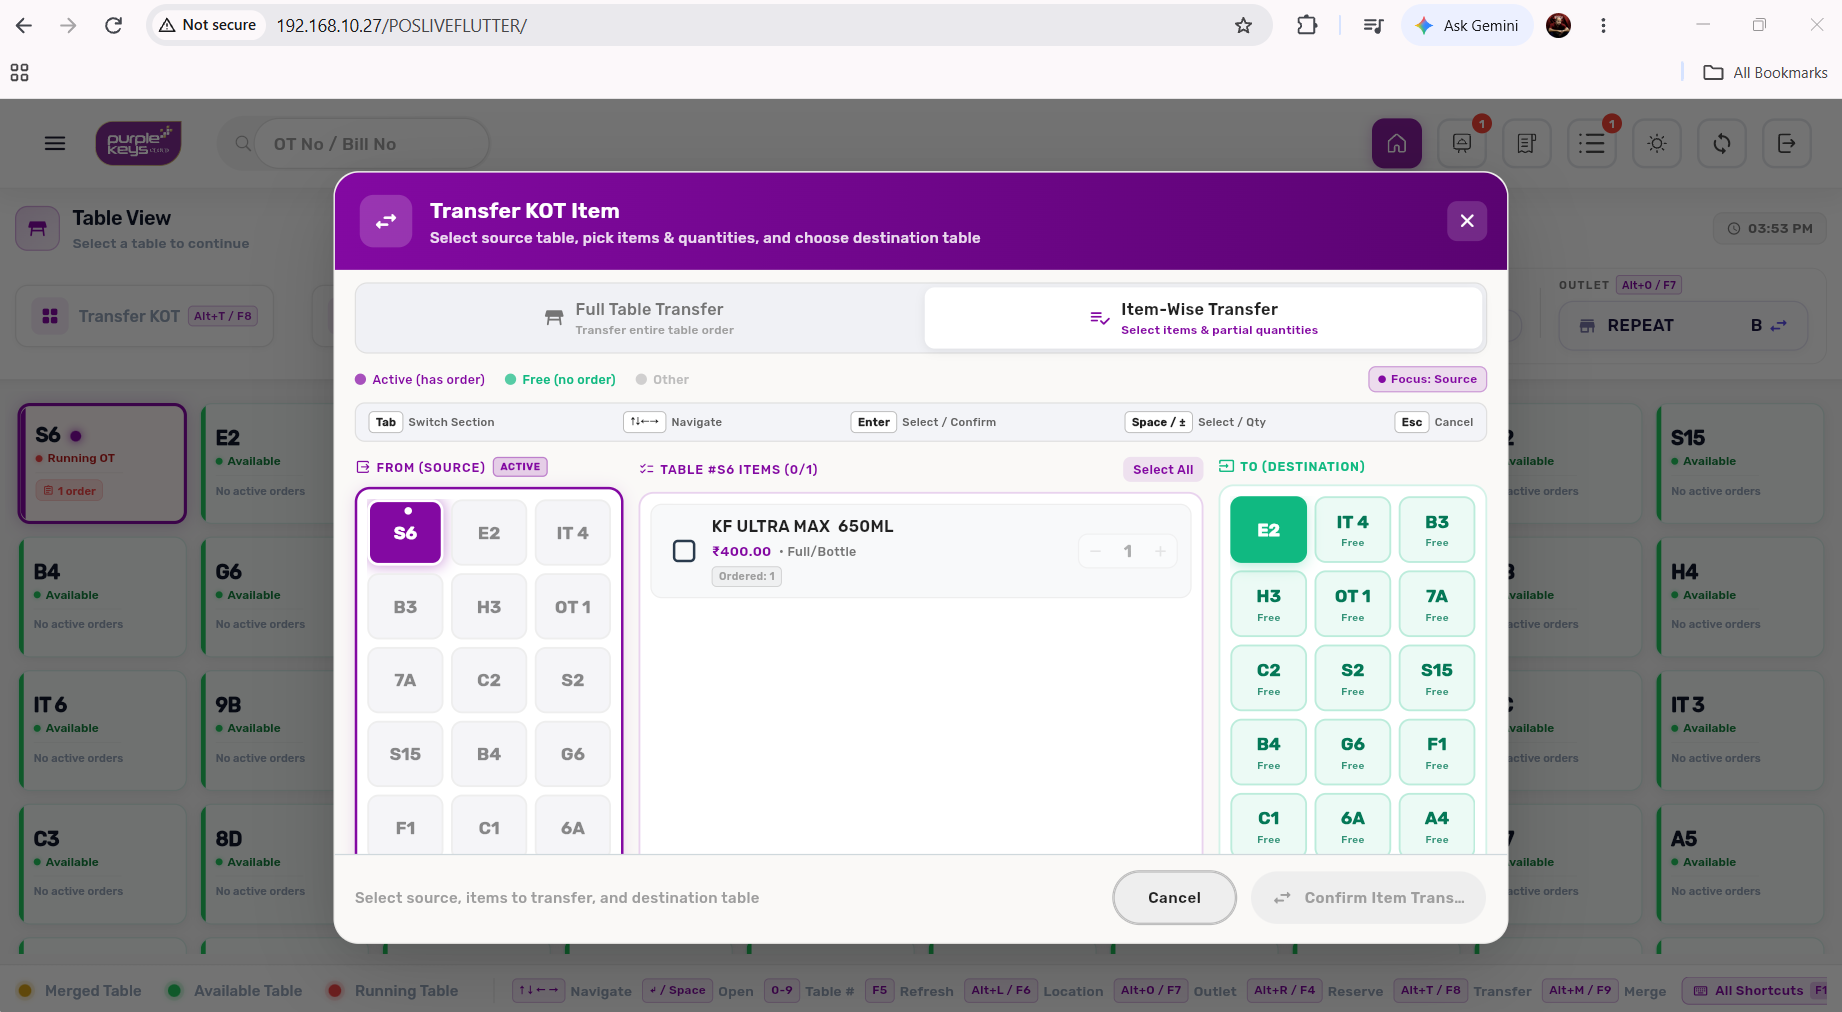 Not secure
192.168.10.27/POSLIVEFLUTTER/
Ask Gemini
All Bookmarks
purple keys
OT No / Bill No
1
1
Table View
Select a table to continue
03:53 PM
Transfer KOT Alt+T / F8
OUTLET Alt+O / F7
REPEAT B
Transfer KOT Item
Select source table, pick items & quantities, and choose destination table
Full Table Transfer
Transfer entire table order
Item-Wise Transfer
Select items & partial quantities
Active (has order) Free (no order) Other
Focus: Source
Tab Switch Section ↑↓←→ Navigate Enter Select / Confirm Space / ± Select / Qty Esc Cancel
FROM (SOURCE) ACTIVE
S6 E2 IT 4
B3 H3 OT 1
7A C2 S2
S15 B4 G6
F1 C1 6A
TABLE #S6 ITEMS (0/1) Select All
KF ULTRA MAX 650ML
₹400.00 • Full/Bottle
Ordered: 1
− 1 +
TO (DESTINATION)
E2 IT 4 B3
Free Free
H3 OT 1 7A
Free Free Free
C2 S2 S15
Free Free Free
B4 G6 F1
Free Free Free
C1 6A A4
Free Free Free
Select source, items to transfer, and destination table
Cancel
Confirm Item Trans...
S6
Running OT
1 order
E2
Available
No active orders
S15
Available
No active orders
B4
Available
No active orders
G6
Available
No active orders
H4
Available
No active orders
IT 6
Available
No active orders
9B
Available
No active orders
IT 3
Available
No active orders
C3
Available
No active orders
8D
Available
No active orders
A5
Available
No active orders
Merged Table Available Table Running Table
↑↓←→ Navigate ↵ / Space Open 0-9 Table # F5 Refresh Alt+L / F6 Location Alt+O / F7 Outlet Alt+R / F4 Reserve Alt+T / F8 Transfer Alt+M / F9 Merge All Shortcuts F1